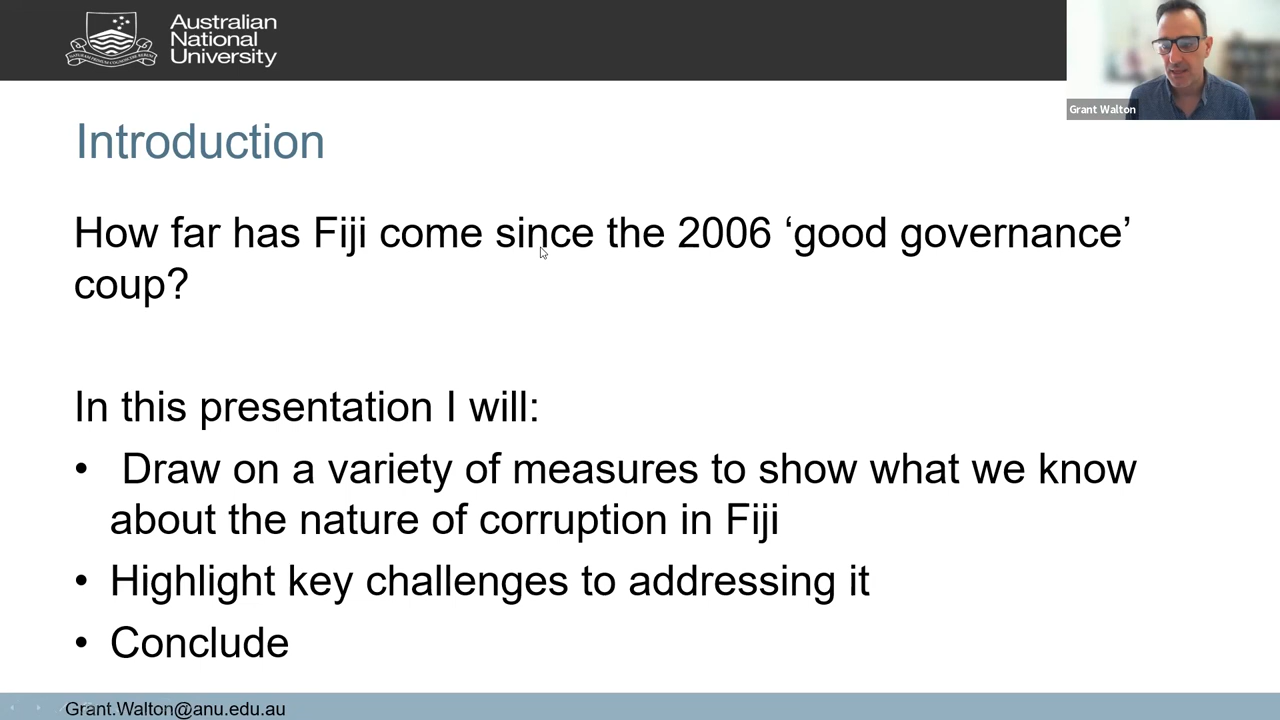 Australian
National
University
Grant Walton
Introduction
How far has Fiji come since the 2006 ‘good governance’
coup?
In this presentation I will:
• Draw on a variety of measures to show what we know
about the nature of corruption in Fiji
• Highlight key challenges to addressing it
• Conclude
Grant.Walton@anu.edu.au